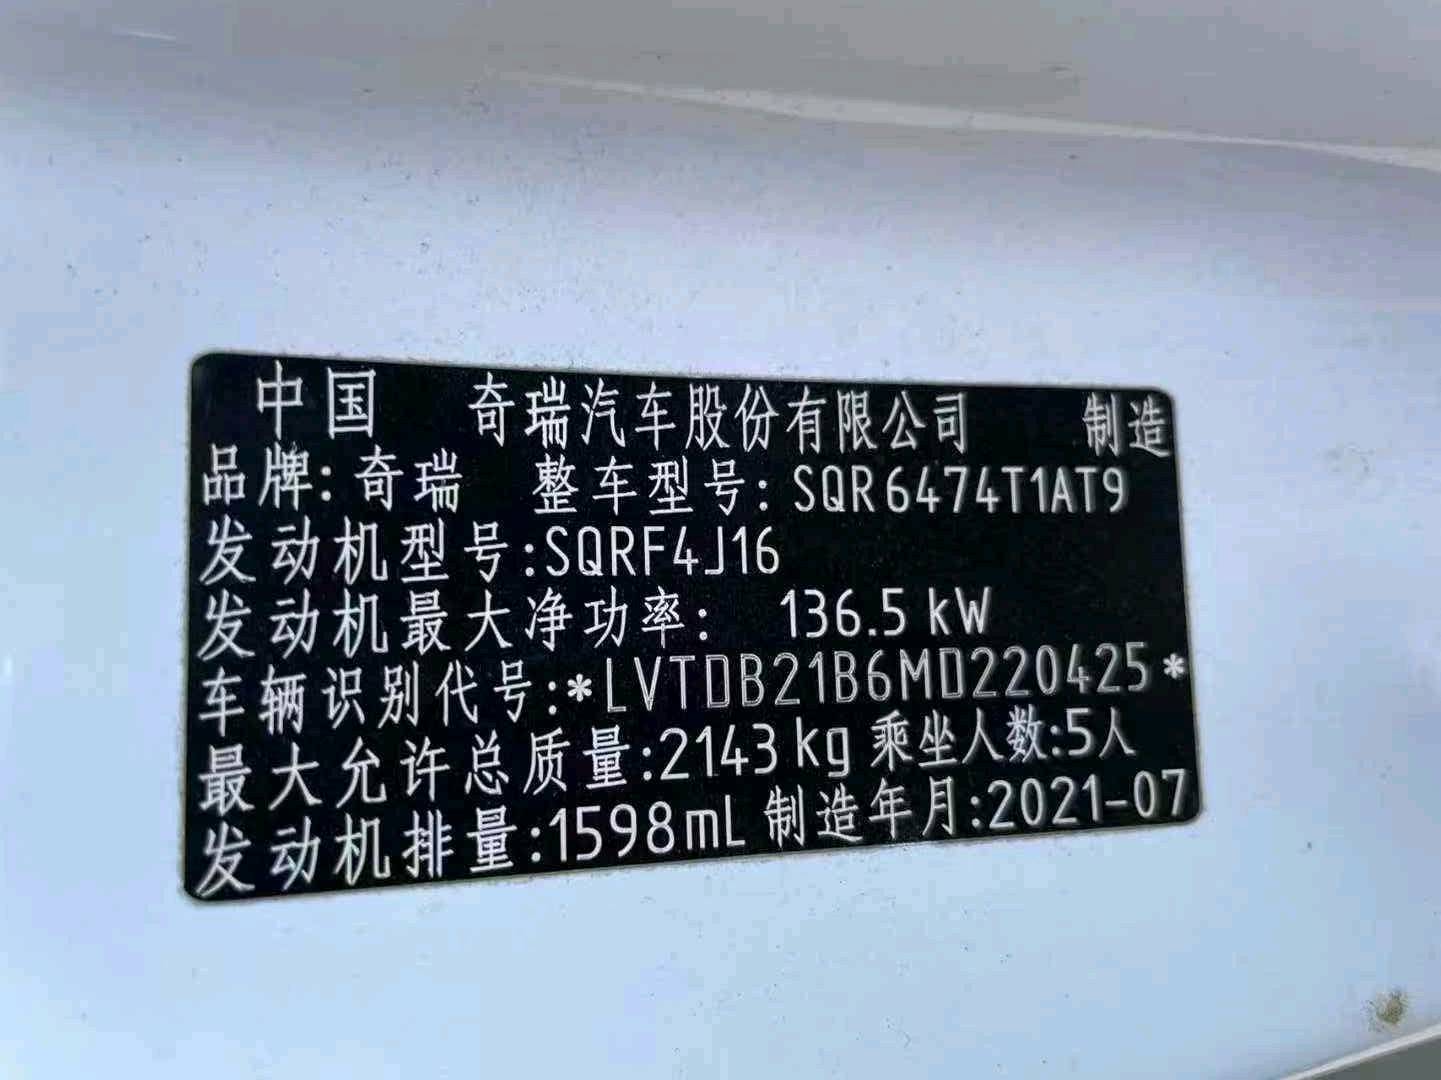 中国 奇瑞汽车股份有限公司 制造
品牌:奇瑞 整车型号:SQR6474T1AT9
发动机型号:SQRF4J16
发动机最大净功率: 136.5 kW
车辆识别代号:*LVTDB21B6MD220425*
最大允许总质量:2143kg 乘坐人数:5人
发动机排量:1598mL 制造年月:2021-07